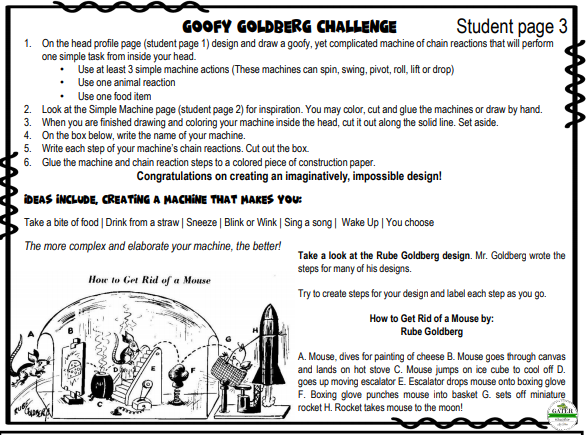 GOOFY GOLDBERG CHALLENGE
Student page 3
1. On the head profile page (student page 1) design and draw a goofy, yet complicated machine of chain reactions that will perform
one simple task from inside your head.
• Use at least 3 simple machine actions (These machines can spin, swing, pivot, roll, lift or drop)
• Use one animal reaction
• Use one food item
2. Look at the Simple Machine page (student page 2) for inspiration. You may color, cut and glue the machines or draw by hand.
3. When you are finished drawing and coloring your machine inside the head, cut it out along the solid line. Set aside.
4. On the box below, write the name of your machine.
5. Write each step of your machine's chain reactions. Cut out the box.
6. Glue the machine and chain reaction steps to a colored piece of construction paper.
Congratulations on creating an imaginatively, impossible design!
IDEAS INCLUDE, CREATING A MACHINE THAT MAKES YOU:
Take a bite of food | Drink from a straw | Sneeze | Blink or Wink | Sing a song | Wake Up | You choose
The more complex and elaborate your machine, the better!
How to Get Rid of a Mouse
A
B
C
D
E
F
G
H
RUBE GOLDBERG
Take a look at the Rube Goldberg design. Mr. Goldberg wrote the
steps for many of his designs.
Try to create steps for your design and label each step as you go.
How to Get Rid of a Mouse by:
Rube Goldberg
A. Mouse, dives for painting of cheese B. Mouse goes through canvas
and lands on hot stove C. Mouse jumps on ice cube to cool off D.
goes up moving escalator E. Escalator drops mouse onto boxing glove
F. Boxing glove punches mouse into basket G. sets off miniature
rocket H. Rocket takes mouse to the moon!
GATER